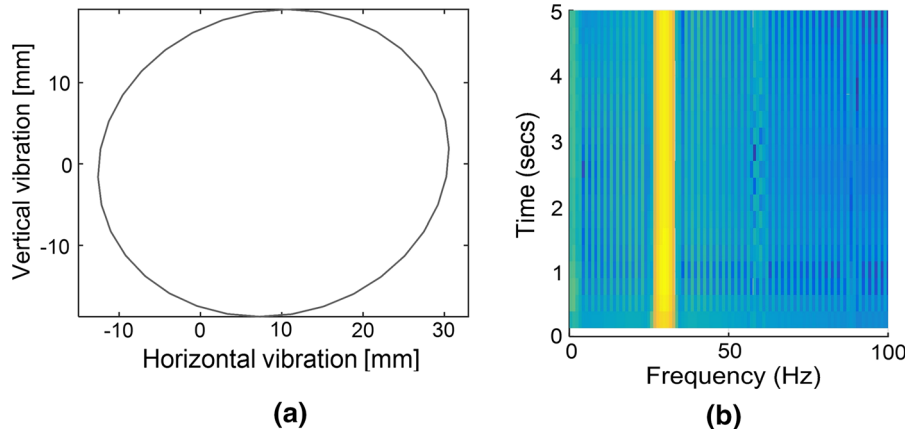 Vertical vibration [mm]
10
0
-10
-10
0
10
20
30
Horizontal vibration [mm]
(a)
Time (secs)
5
4
3
2
1
0
0
50
100
Frequency (Hz)
(b)